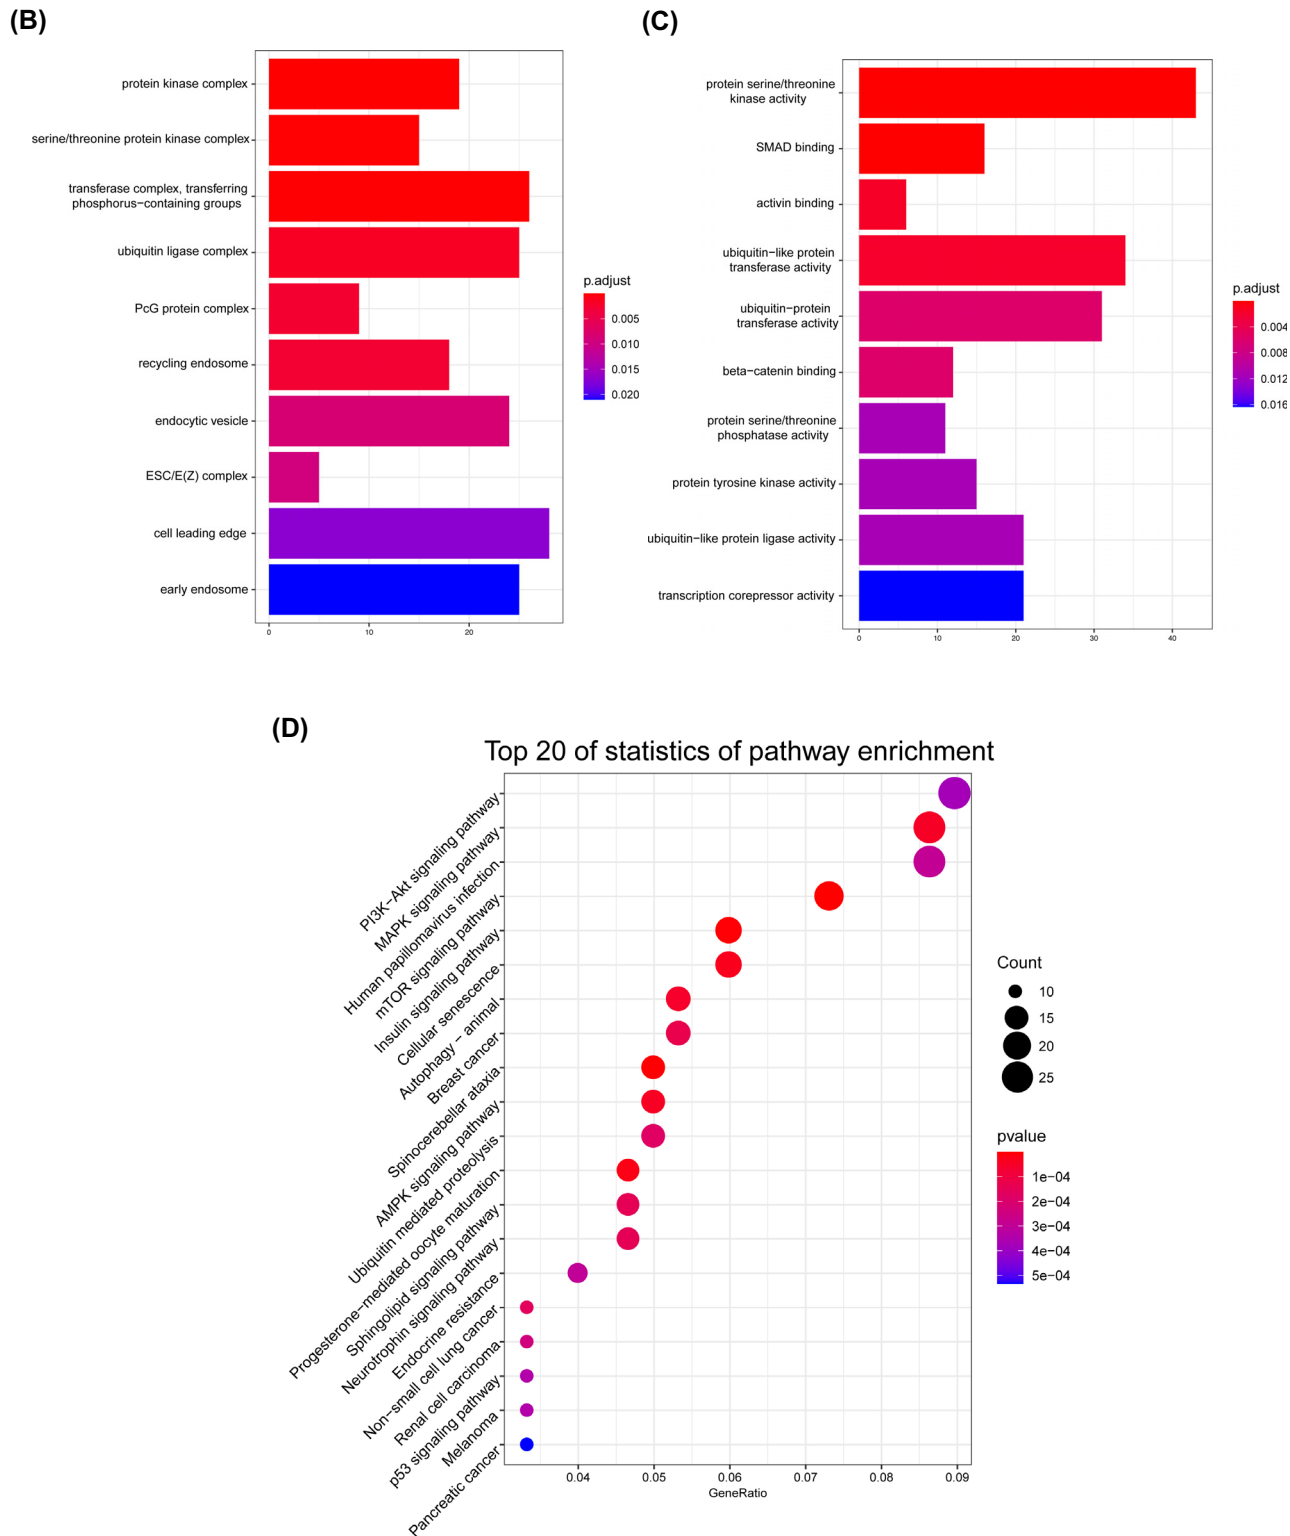 (B)
protein kinase complex
serine/threonine protein kinase complex
transferase complex, transferring
phosphorus−containing groups
ubiquitin ligase complex
PcG protein complex
recycling endosome
endocytic vesicle
ESC/E(Z) complex
cell leading edge
early endosome
0 10 20
p.adjust
0.005
0.010
0.015
0.020
(C)
protein serine/threonine
kinase activity
SMAD binding
activin binding
ubiquitin−like protein
transferase activity
ubiquitin−protein
transferase activity
beta−catenin binding
protein serine/threonine
phosphatase activity
protein tyrosine kinase activity
ubiquitin−like protein ligase activity
transcription corepressor activity
0 10 20 30 40
p.adjust
0.004
0.008
0.012
0.016
(D)
Top 20 of statistics of pathway enrichment
PI3K−Akt signaling pathway
MAPK signaling pathway
Human papillomavirus infection
mTOR signaling pathway
Insulin signaling pathway
Cellular senescence
Autophagy − animal
Breast cancer
Spinocerebellar ataxia
AMPK signaling pathway
Ubiquitin mediated proteolysis
Progesterone−mediated oocyte maturation
Sphingolipid signaling pathway
Neurotrophin signaling pathway
Endocrine resistance
Non−small cell lung cancer
Renal cell carcinoma
p53 signaling pathway
Melanoma
Pancreatic cancer
0.04 0.05 0.06 0.07 0.08 0.09
GeneRatio
Count
10
15
20
25
pvalue
1e−04
2e−04
3e−04
4e−04
5e−04